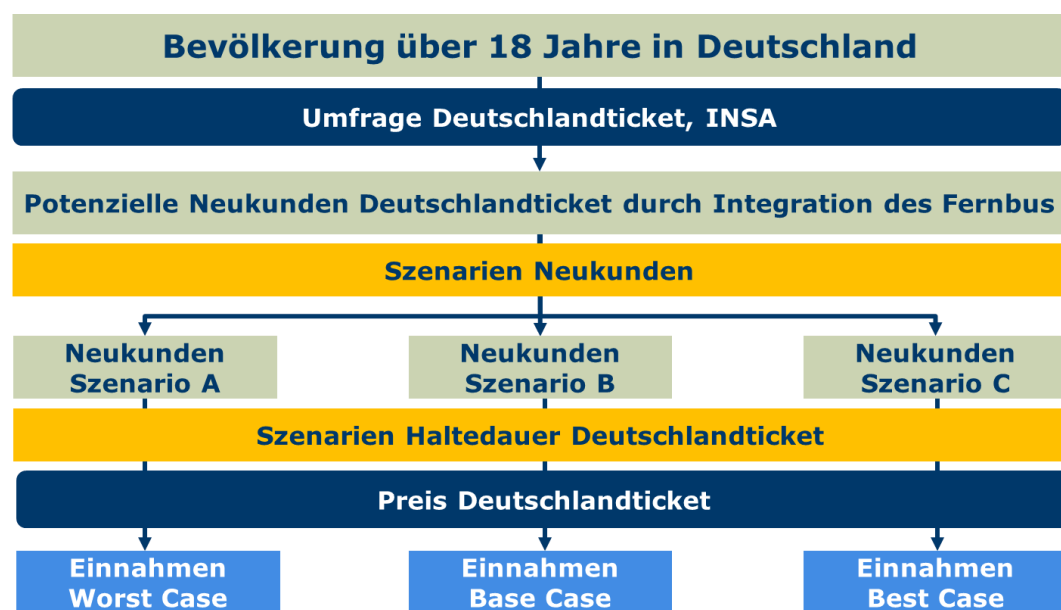 Bevölkerung über 18 Jahre in Deutschland
Umfrage Deutschlandticket, INSA
Potenzielle Neukunden Deutschlandticket durch Integration des Fernbus
Szenarien Neukunden
Neukunden
Szenario A
Neukunden
Szenario B
Neukunden
Szenario C
Szenarien Haltedauer Deutschlandticket
Preis Deutschlandticket
Einnahmen
Worst Case
Einnahmen
Base Case
Einnahmen
Best Case